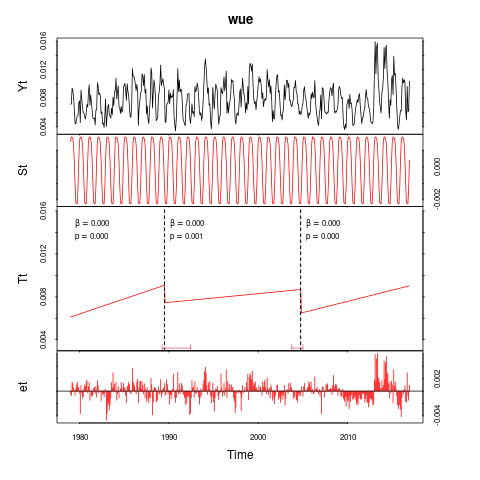 wue
Yt
0.004 0.008 0.012 0.016
St
-0.002 0.000
Tt
0.004 0.008 0.012 0.016
β = 0.000 β = 0.000 β = 0.000
p = 0.000 p = 0.001 p = 0.000
et
-0.004 0.002
1980 1990 2000 2010
Time